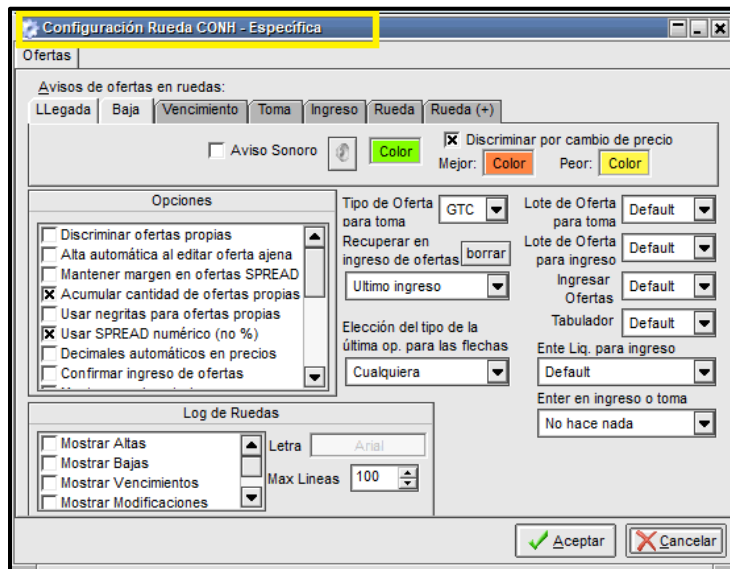 Configuración Rueda CONH - Específica
Ofertas
Avisos de ofertas en ruedas:
LLegada Baja Vencimiento Toma Ingreso Rueda Rueda (+)
Aviso Sonoro Color
Discriminar por cambio de precio
Mejor: Color Peor: Color
Opciones
Discriminar ofertas propias
Alta automática al editar oferta ajena
Mantener margen en ofertas SPREAD
Acumular cantidad de ofertas propias
Usar negritas para ofertas propias
Usar SPREAD numérico (no %)
Decimales automáticos en precios
Confirmar ingreso de ofertas
Tipo de Oferta
para toma
GTC
Recuperar en
ingreso de ofertas
borrar
Ultimo ingreso
Elección del tipo de la
última op. para las flechas
Cualquiera
Lote de Oferta
para toma
Default
Lote de Oferta
para ingreso
Default
Ingresar
Ofertas
Default
Tabulador Default
Ente Liq. para ingreso
Default
Enter en ingreso o toma
No hace nada
Log de Ruedas
Mostrar Altas
Mostrar Bajas
Mostrar Vencimientos
Mostrar Modificaciones
Letra Arial
Max Lineas 100
Aceptar Cancelar